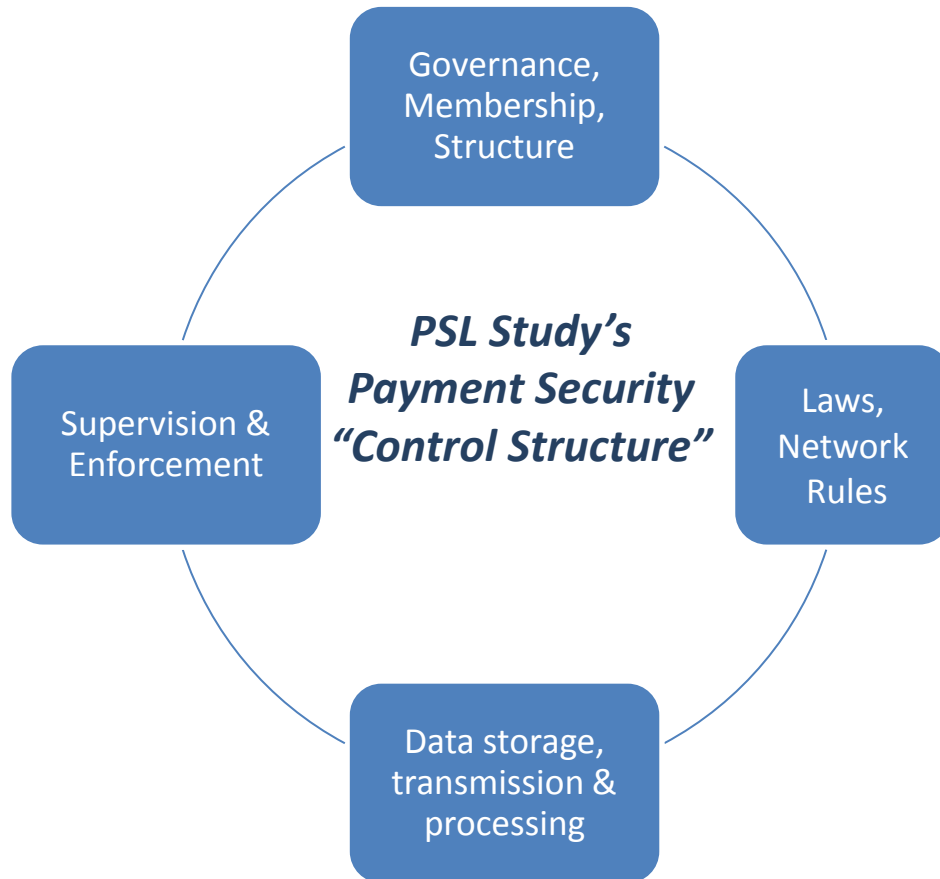 Governance,
Membership,
Structure
PSL Study’s
Payment Security
“Control Structure”
Supervision &
Enforcement
Laws,
Network
Rules
Data storage,
transmission &
processing